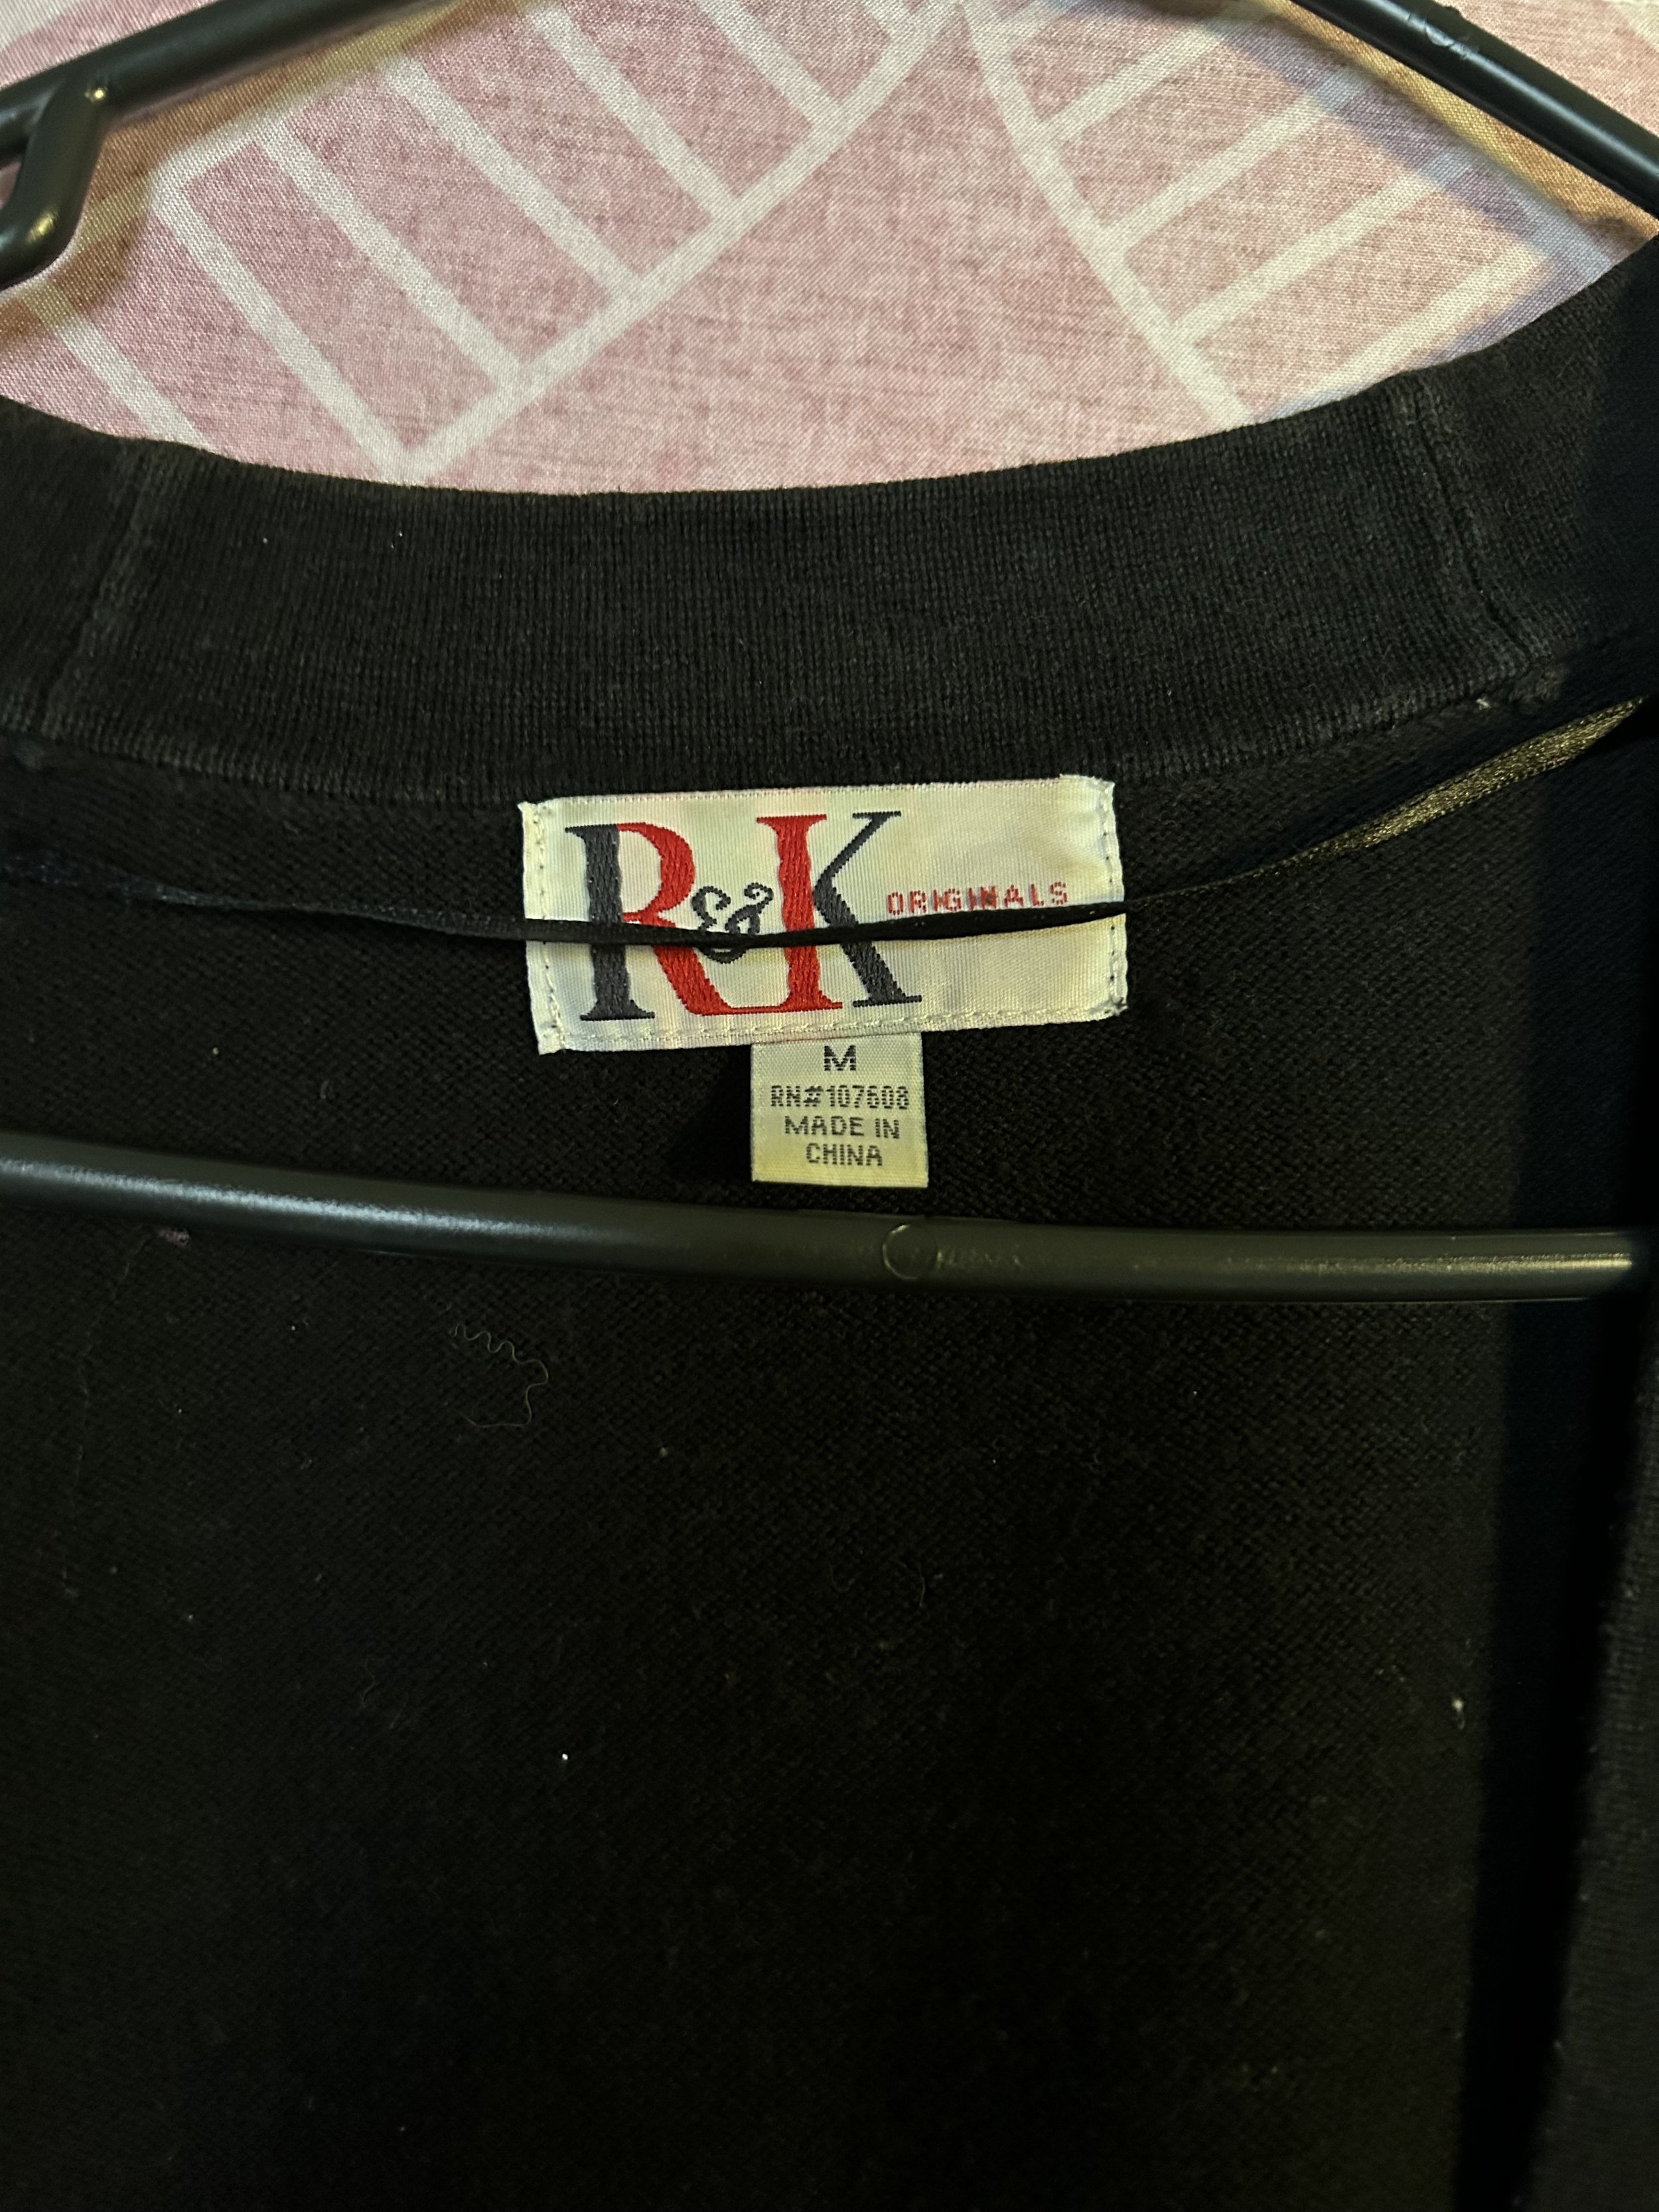 R&K ORIGINALS
M
RN#107608
MADE IN
CHINA